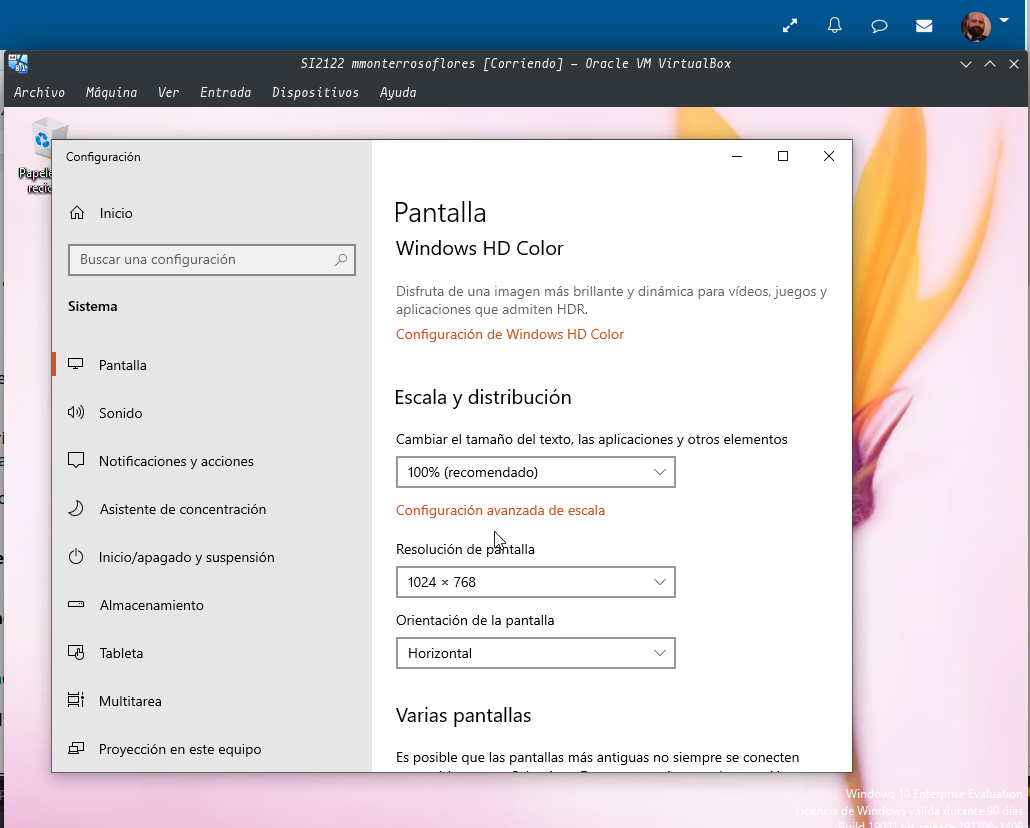 SI2122 mmonterrosoflores [Corriendo] – Oracle VM VirtualBox
Archivo Máquina Ver Entrada Dispositivos Ayuda
Configuración
Inicio
Buscar una configuración
Sistema
Pantalla
Sonido
Notificaciones y acciones
Asistente de concentración
Inicio/apagado y suspensión
Almacenamiento
Tableta
Multitarea
Proyección en este equipo
Pantalla
Windows HD Color
Disfruta de una imagen más brillante y dinámica para vídeos, juegos y
aplicaciones que admiten HDR.
Configuración de Windows HD Color
Escala y distribución
Cambiar el tamaño del texto, las aplicaciones y otros elementos
100% (recomendado)
Configuración avanzada de escala
Resolución de pantalla
1024 × 768
Orientación de la pantalla
Horizontal
Varias pantallas
Es posible que las pantallas más antiguas no siempre se conecten
Windows 10 Enterprise Evaluation
Licencia de Windows válida durante 90 días